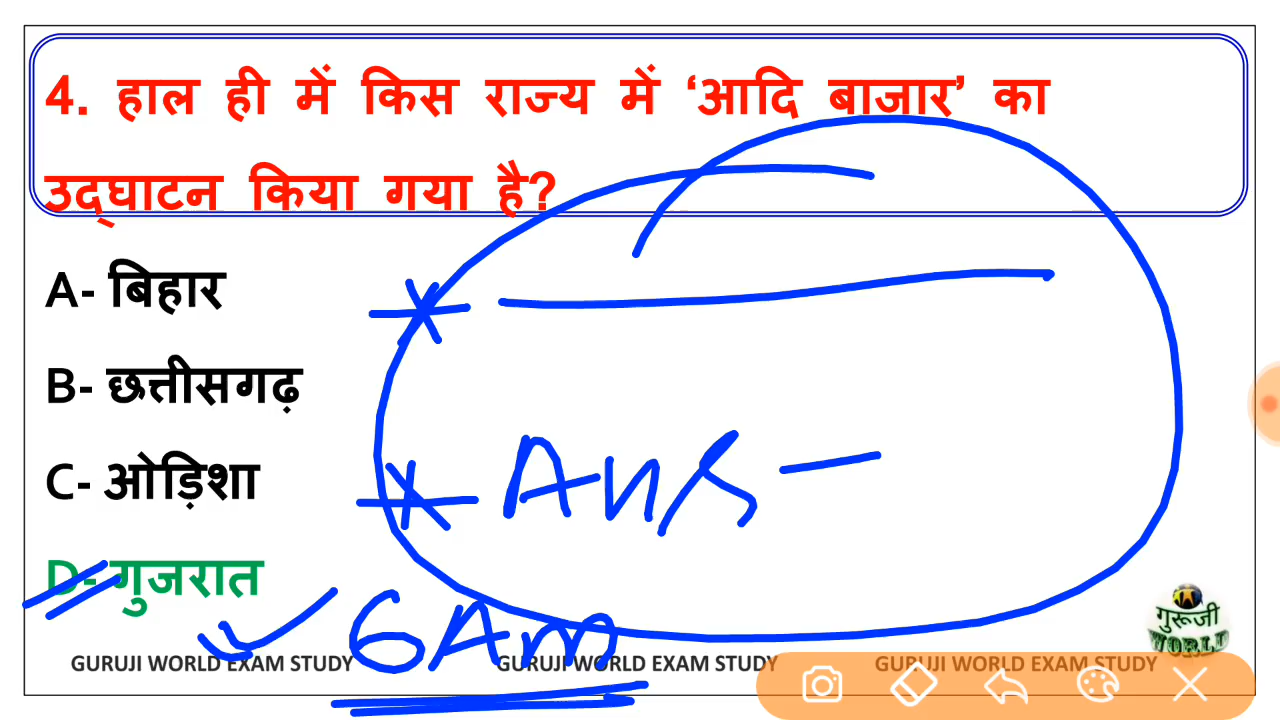 4. हाल ही में किस राज्य में ‘आदि बाजार’ का
उद्घाटन किया गया है?
A- बिहार
B- छत्तीसगढ़
C- ओड़िशा
Ans -
D- गुजरात
6Am
गुरूजी
WORLD
GURUJI WORLD EXAM STUDY GURUJI WORLD EXAM STUDY GURUJI WORLD EXAM STUDY